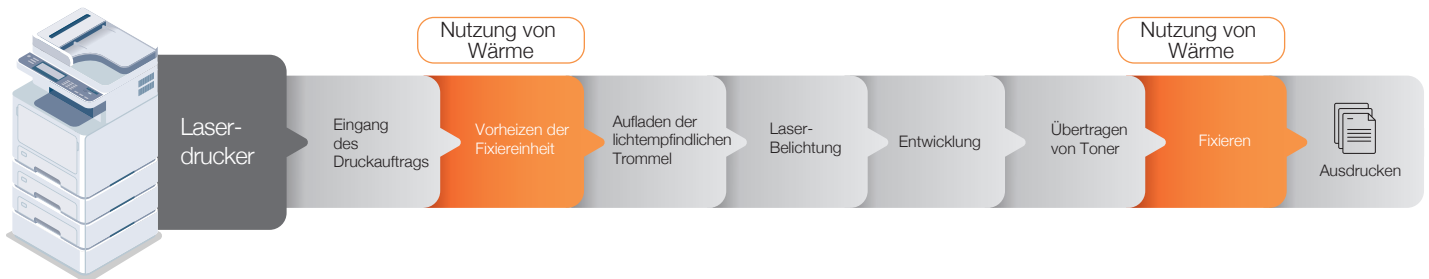 Nutzung von
Wärme
Nutzung von
Wärme
Laser-
drucker
Eingang
des
Druckauftrags
Vorheizen der
Fixiereinheit
Aufladen der
lichtempfindlichen
Trommel
Laser-
Belichtung
Entwicklung
Übertragen
von Toner
Fixieren
Ausdrucken